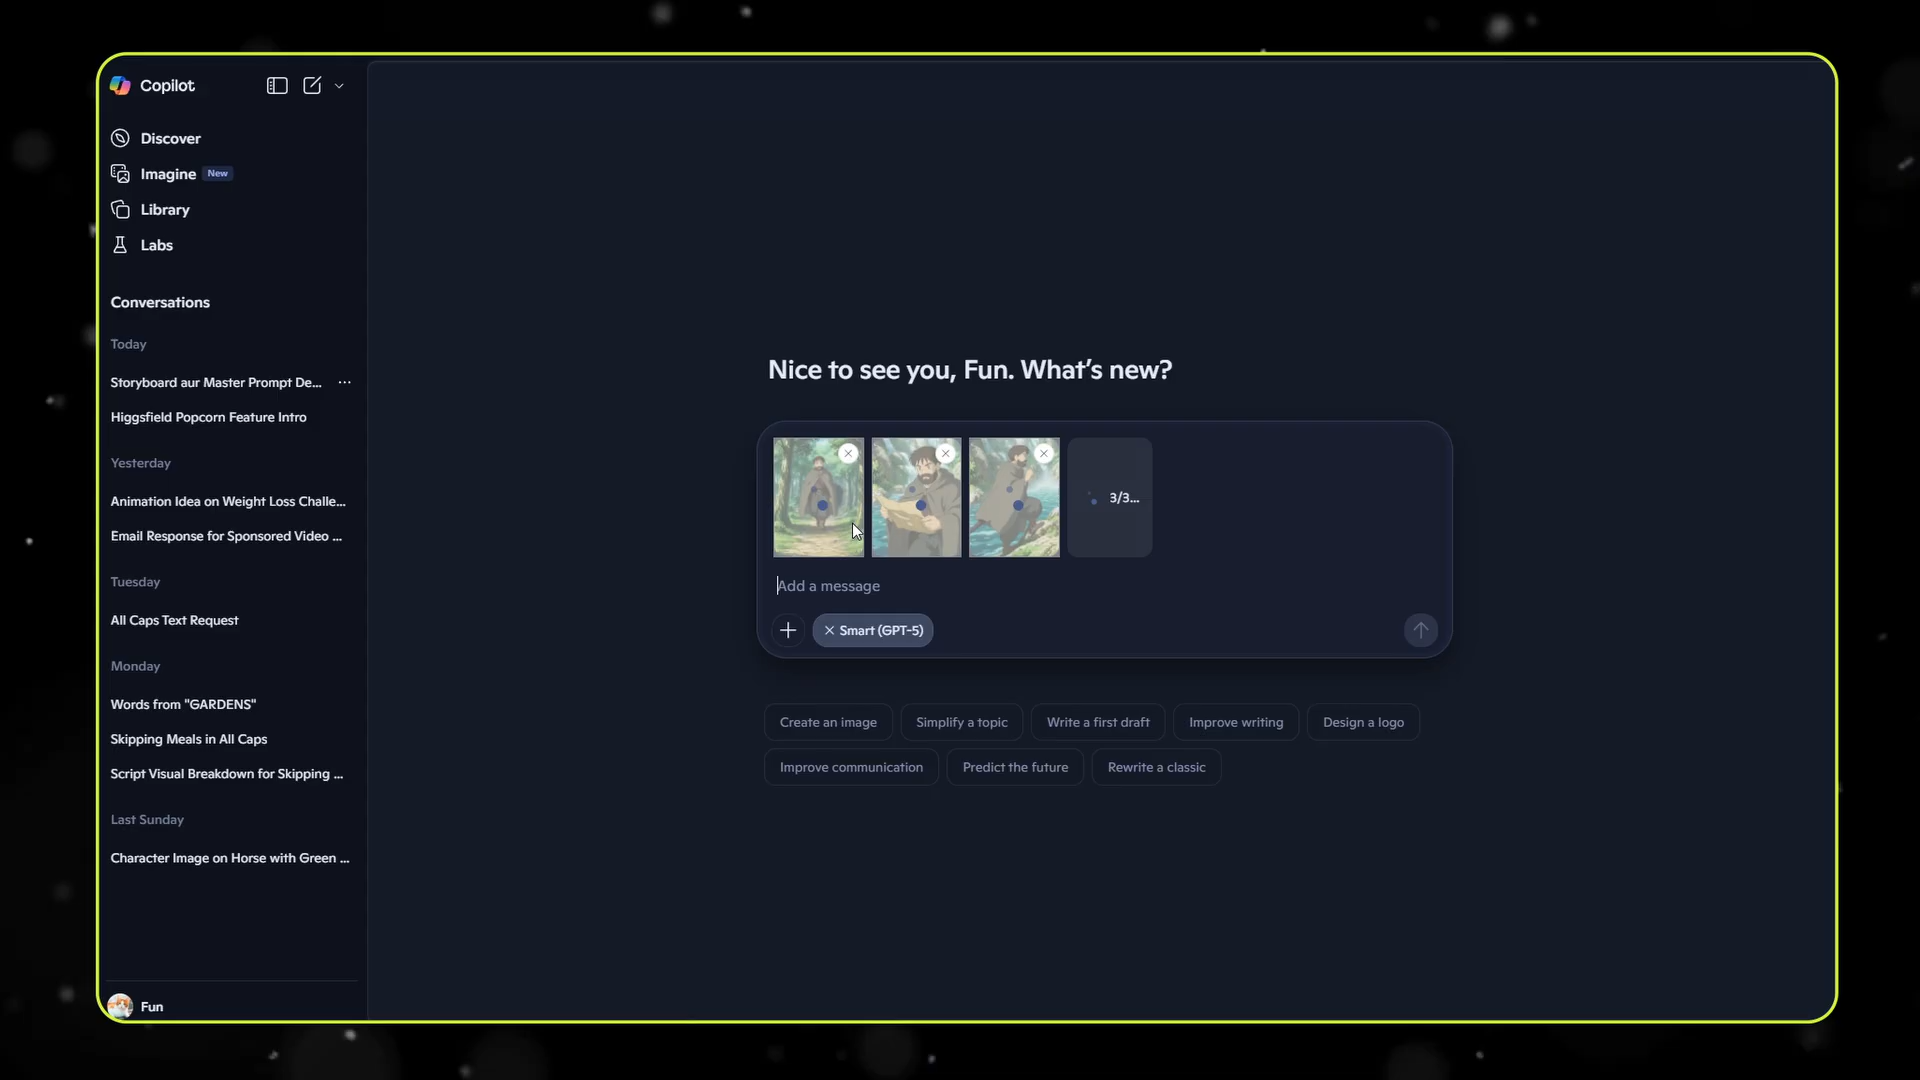 Copilot
Discover
Imagine New
Library
Labs
Conversations
Today
Storyboard aur Master Prompt De...
Higgsfield Popcorn Feature Intro
Yesterday
Animation Idea on Weight Loss Challe...
Email Response for Sponsored Video ...
Tuesday
All Caps Text Request
Monday
Words from "GARDENS"
Skipping Meals in All Caps
Script Visual Breakdown for Skipping ...
Last Sunday
Character Image on Horse with Green ...
Fun
Nice to see you, Fun. What's new?
3/3...
Add a message
Smart (GPT-5)
Create an image
Simplify a topic
Write a first draft
Improve writing
Design a logo
Improve communication
Predict the future
Rewrite a classic